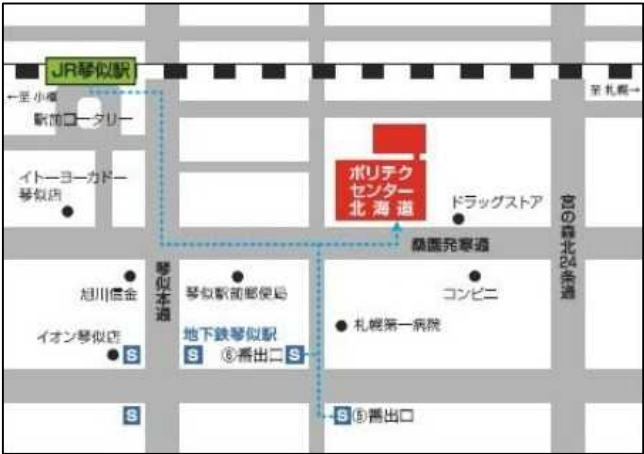 JR琴似駅
←至 小樽
至 札幌→
駅前ロータリー
イトーヨーカドー
琴似店
ポリテク
センター
北海道
ドラッグストア
宮の森北24条通
桑園発寒通
琴似本通
旭川信金
琴似駅前郵便局
コンビニ
イオン琴似店
S
地下鉄琴似駅
S
⑥番出口
S
札幌第一病院
S
S
⑤番出口